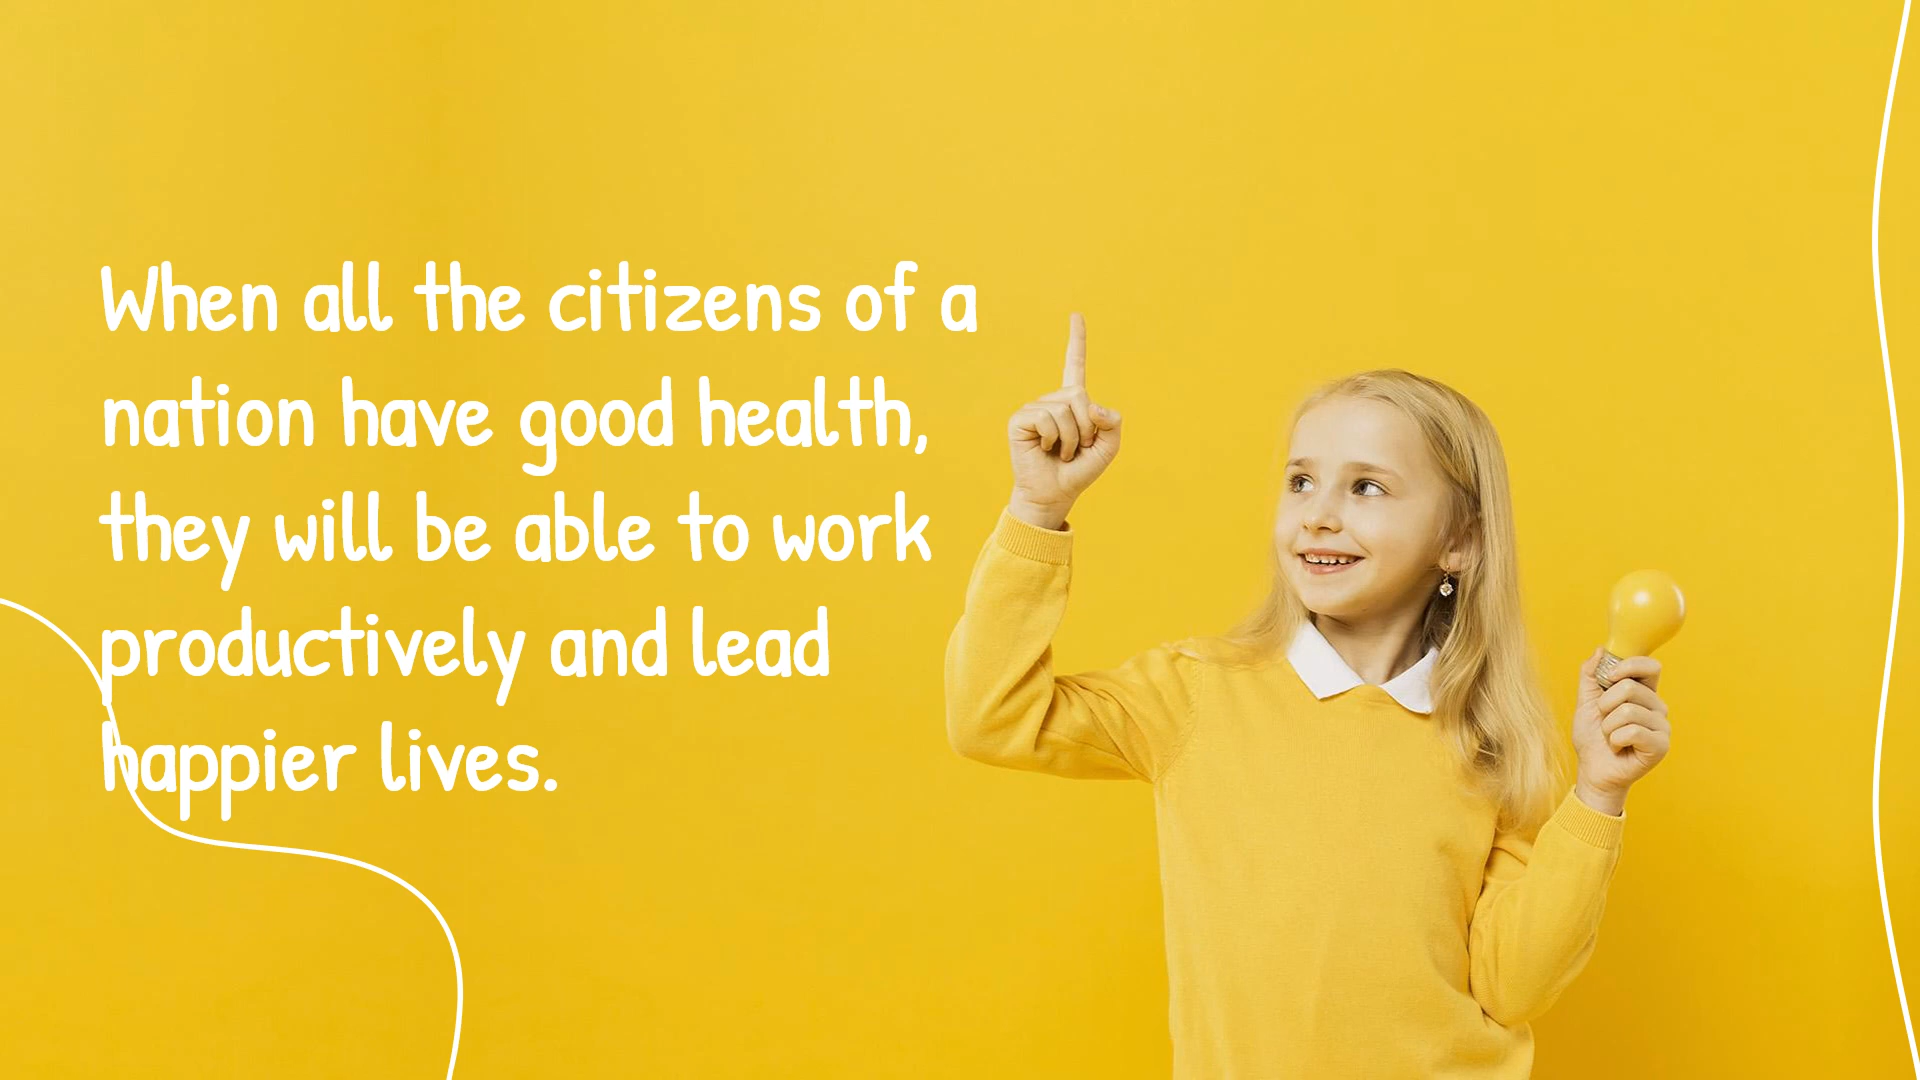 When all the citizens of a
nation have good health,
they will be able to work
productively and lead
happier lives.